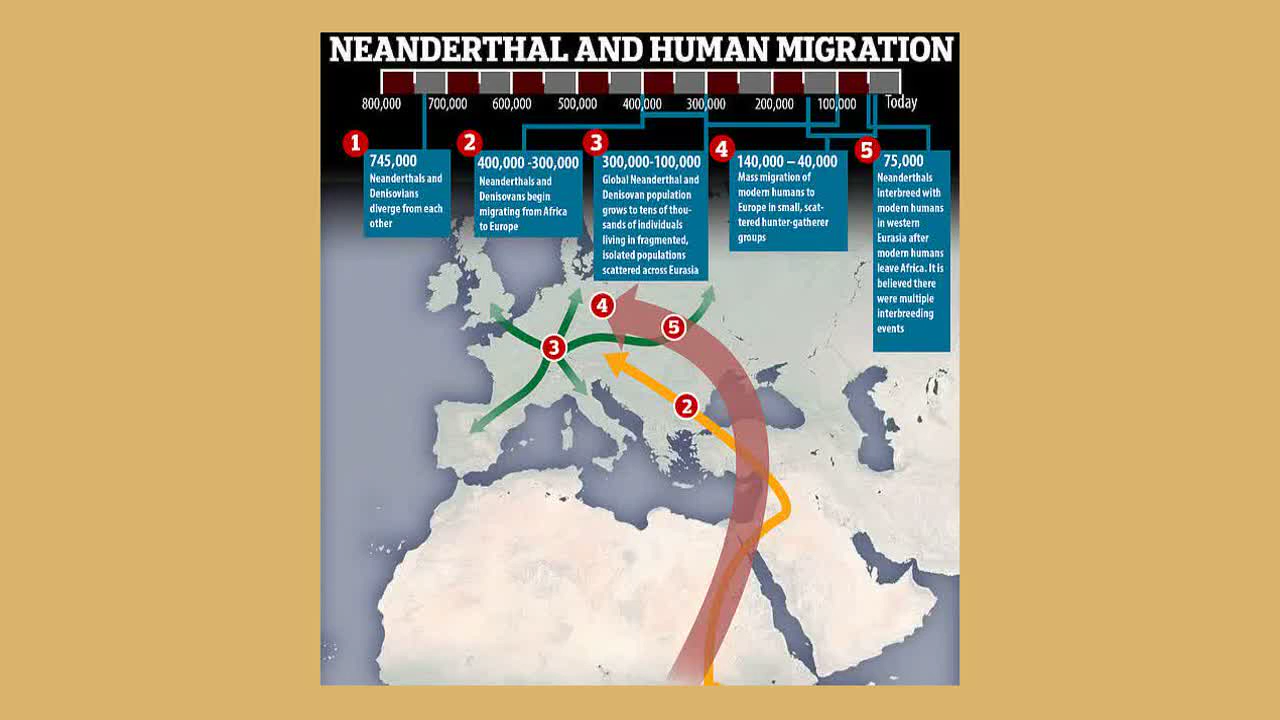 NEANDERTHAL AND HUMAN MIGRATION
800,000 700,000 600,000 500,000 400,000 300,000 200,000 100,000 Today
1
745,000
Neanderthals and
Denisovians
diverge from each
other
2
400,000 -300,000
Neanderthals and
Denisovans begin
migrating from Africa
to Europe
3
300,000-100,000
Global Neanderthal and
Denisovan population
grows to tens of thou-
sands of individuals
living in fragmented,
isolated populations
scattered across Eurasia
4
140,000 – 40,000
Mass migration of
modern humans to
Europe in small, scat-
tered hunter-gatherer
groups
5
75,000
Neanderthals
interbreed with
modern humans
in western
Eurasia after
modern humans
leave Africa. It is
believed there
were multiple
interbreeding
events
4
5
3
2